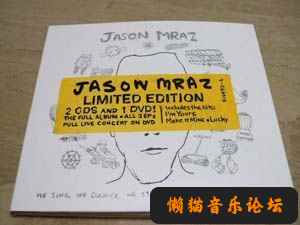 JASON MRAZ
JASON MRAZ
LIMITED EDITION
2 CDS AND 1 DVD!
THE FULL ALBUM + ALL 3 EPs
FULL LIVE CONCERT ON DVD
Includes the hits:
I'm Yours
Make It Mine + Lucky
WE SING. WE DANCE. WE
懒猫音乐论坛